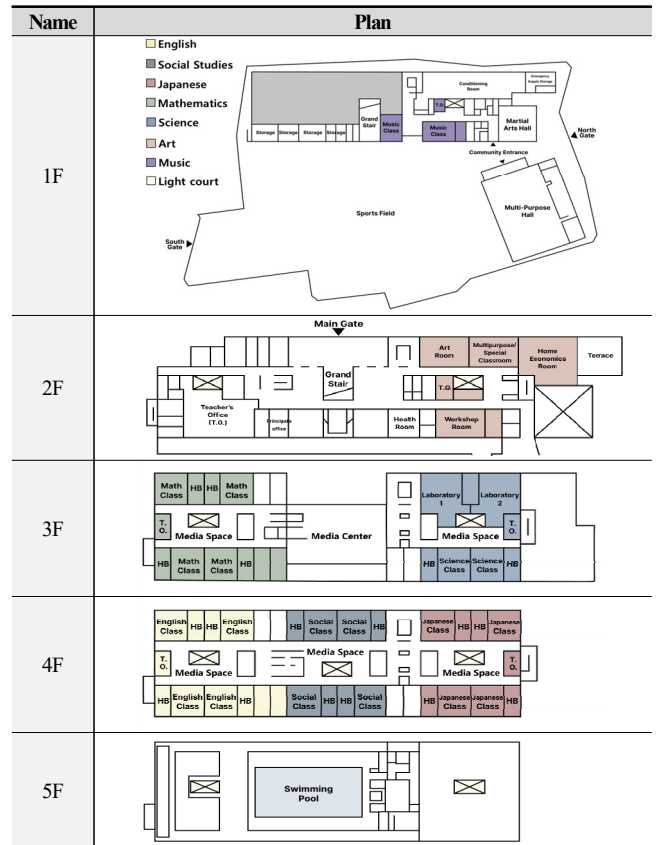 Name Plan
1F
English
Social Studies
Japanese
Mathematics
Science
Art
Music
Light court
Conditioning
Room
Emergency
Supply Storage
T.O.
Grand
Stair
Music
Class
Music
Class
Martial
Arts Hall
Storage Storage Storage Storage
North
Gate
Community Entrance
Multi-Purpose
Hall
Sports Field
South
Gate
2F
Main Gate
Art
Room
Multipurpose/
Special
Classroom
Home
Economics
Room
Terrace
Grand
Stair
T.O.
Teacher's
Office
(T.O.)
Principals
office
Health
Room
Workshop
Room
3F
Math
Class
HB HB
Math
Class
Laboratory
1
Laboratory
2
T.
O.
Media Space
Media Center
Media Space
T.
O.
HB
Math
Class
Math
Class
HB
HB
Science
Class
Science
Class
HB
4F
English
Class
HB HB
English
Class
HB
Social
Class
Social
Class
HB
Japanese
Class
HB HB
Japanese
Class
T.
O.
Media Space
Media Space
Media Space
T.
O.
HB
English
Class
English
Class
HB
Social
Class
HB HB
Social
Class
HB
Japanese
Class
Japanese
Class
HB
5F
Swimming
Pool